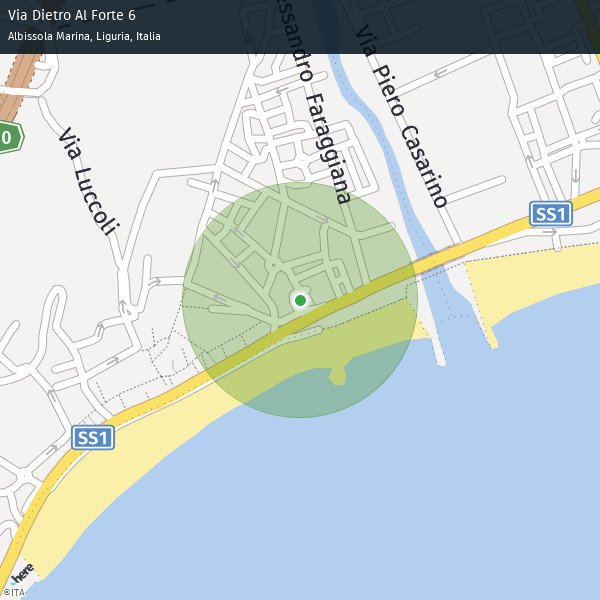 Via Dietro Al Forte 6
Albissola Marina, Liguria, Italia
Faraggiana
Via Piero Casarino
Via Luccoli
0
SS1
SS1
here
©ITA